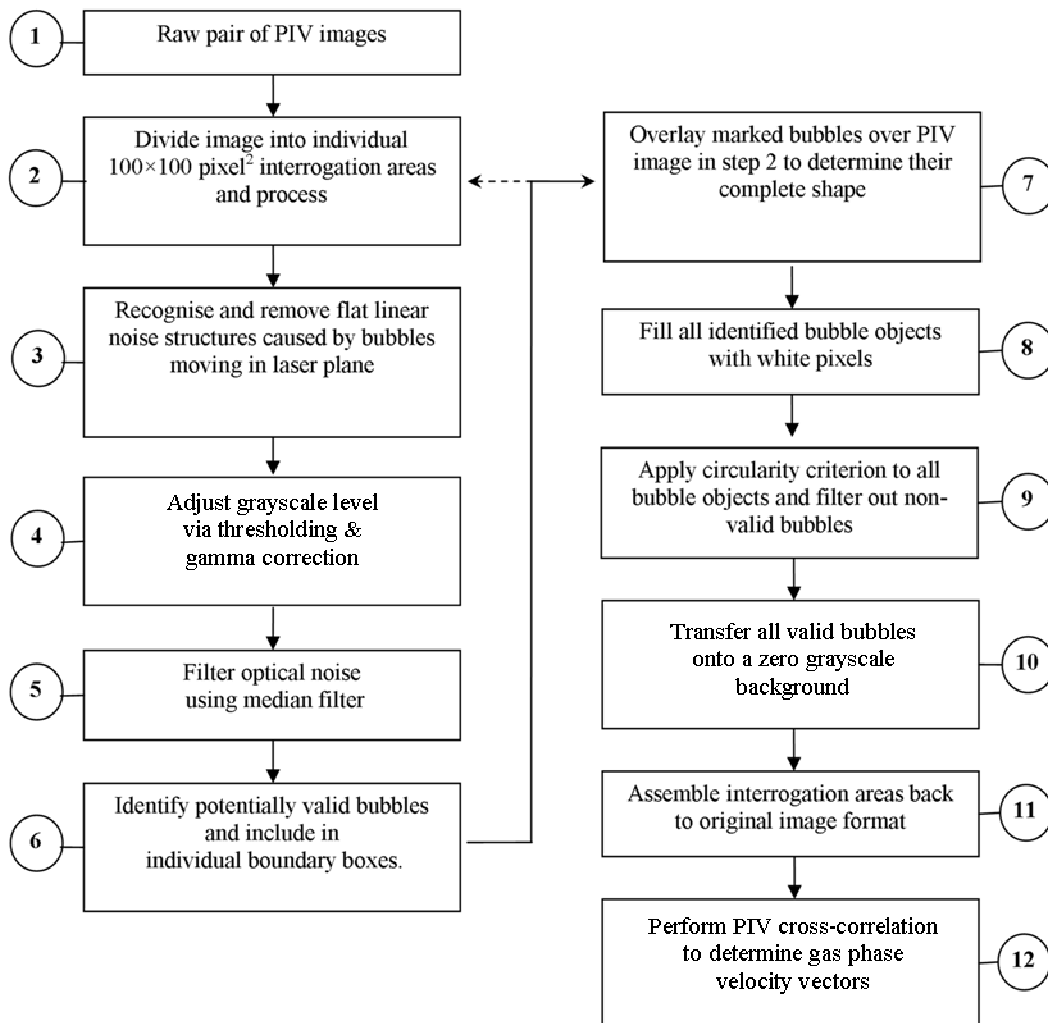 1
Raw pair of PIV images
2
Divide image into individual
100×100 pixel² interrogation areas
and process
3
Recognise and remove flat linear
noise structures caused by bubbles
moving in laser plane
4
Adjust grayscale level
via thresholding &
gamma correction
5
Filter optical noise
using median filter
6
Identify potentially valid bubbles
and include in
individual boundary boxes.
Overlay marked bubbles over PIV
image in step 2 to determine their
complete shape
7
Fill all identified bubble objects
with white pixels
8
Apply circularity criterion to all
bubble objects and filter out non-
valid bubbles
9
Transfer all valid bubbles
onto a zero grayscale
background
10
Assemble interrogation areas back
to original image format
11
Perform PIV cross-correlation
to determine gas phase
velocity vectors
12